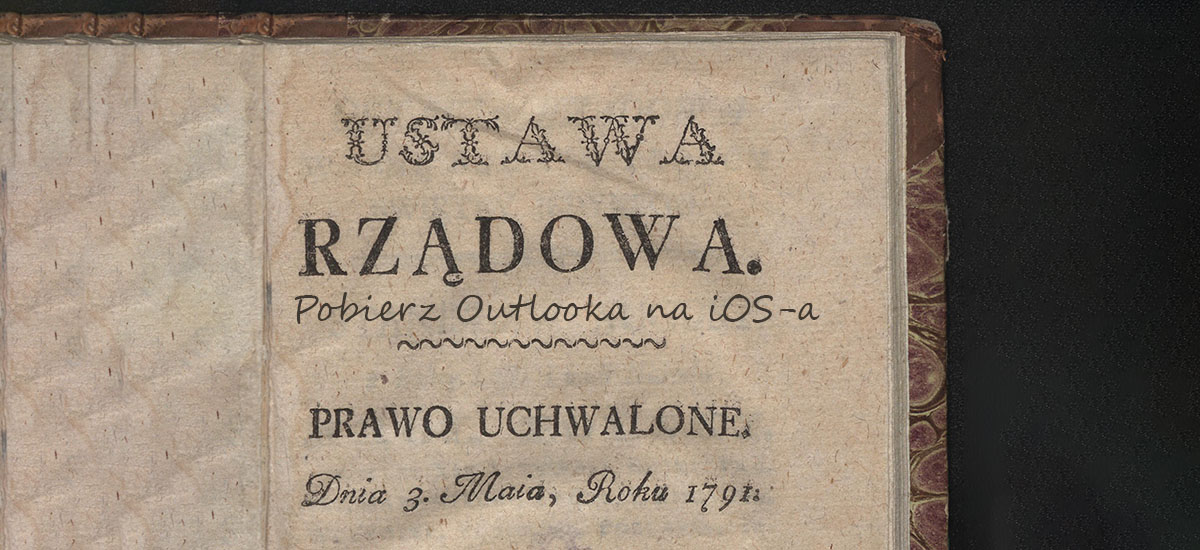 USTAWA
RZĄDOWA.
Pobierz Outlooka na iOS-a
PRAWO UCHWALONE.
Dnia 3. Maia, Roku 1791.